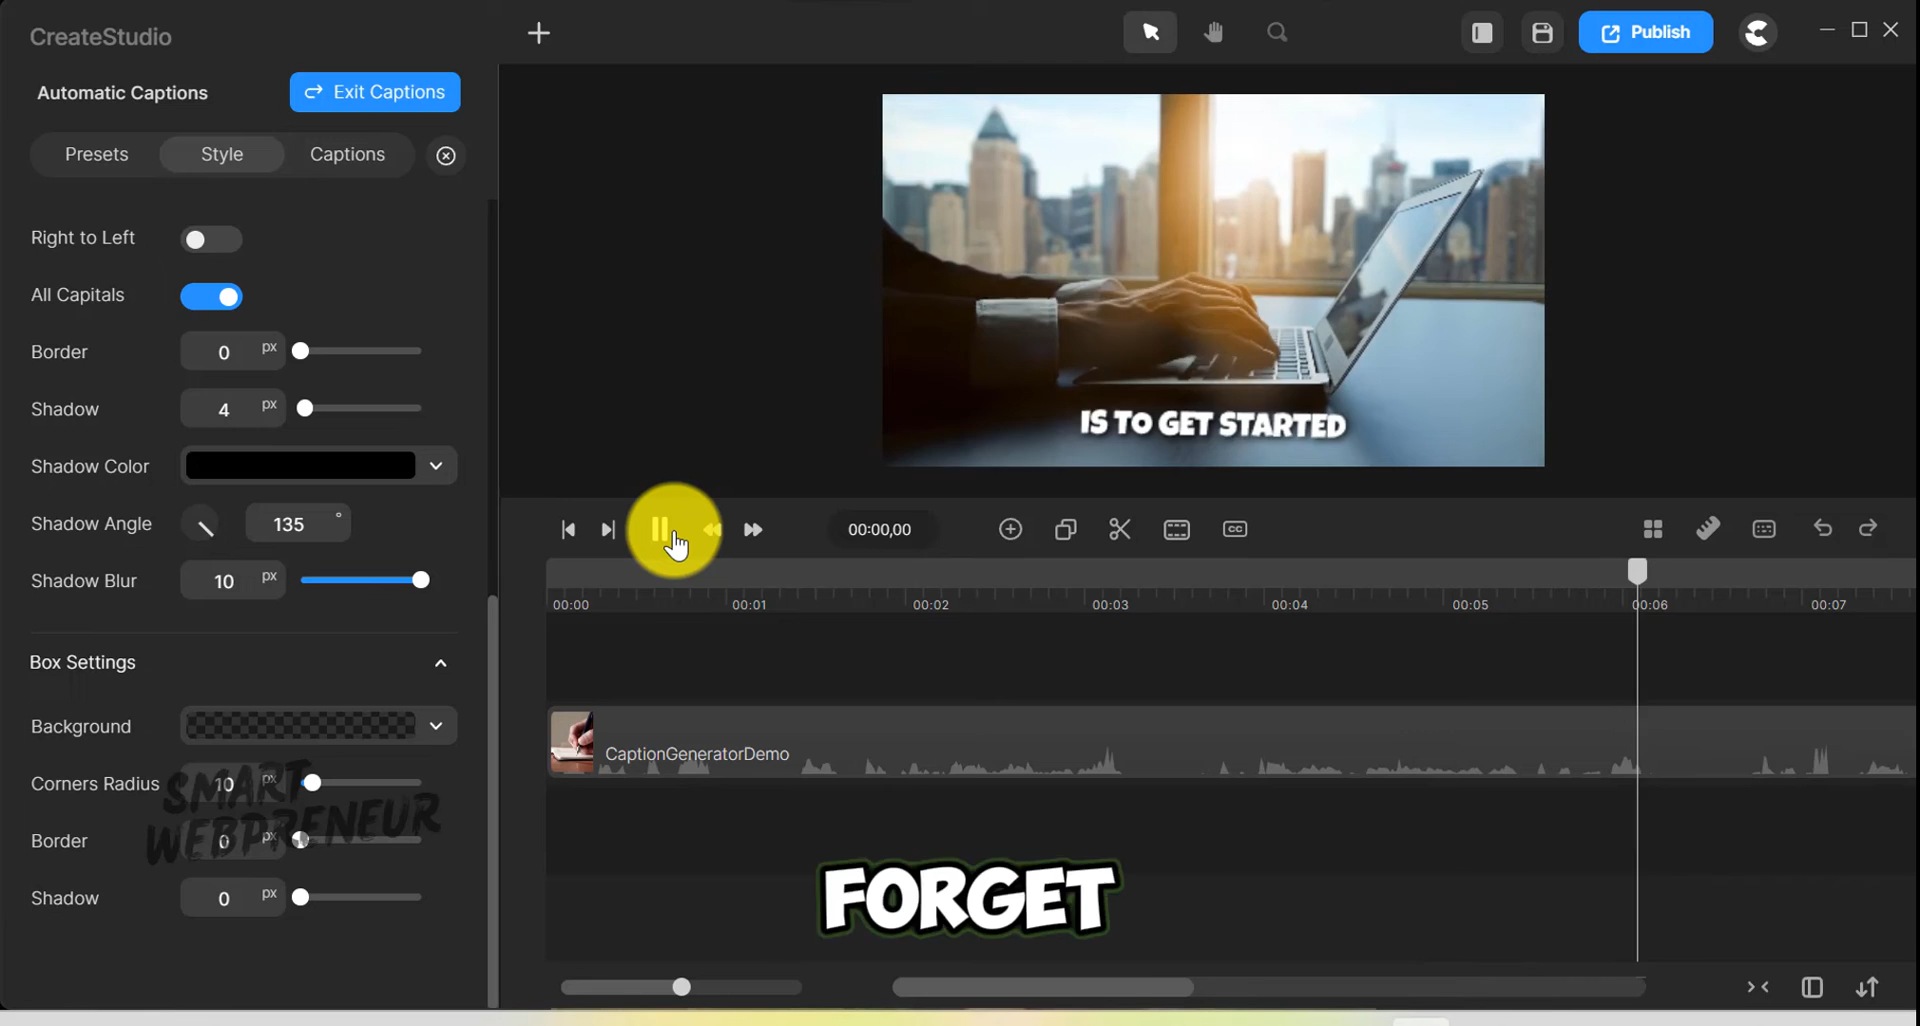 CreateStudio
Publish
Automatic Captions
Exit Captions
Presets
Style
Captions
Right to Left
All Capitals
Border
0 px
Shadow
4 px
Shadow Color
Shadow Angle
135 °
Shadow Blur
10 px
Box Settings
Background
Corners Radius
10 px
Border
0 px
Shadow
0 px
SMART
WEBPRENEUR
IS TO GET STARTED
00:00,00
CC
00:00
00:01
00:02
00:03
00:04
00:05
00:06
00:07
CaptionGeneratorDemo
FORGET